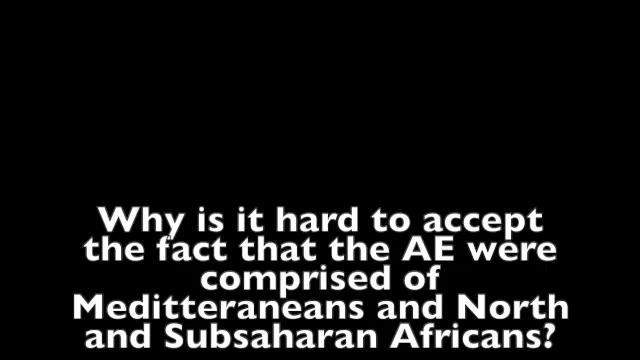 Why is it hard to accept
the fact that the AE were
comprised of
Meditteraneans and North
and Subsaharan Africans?